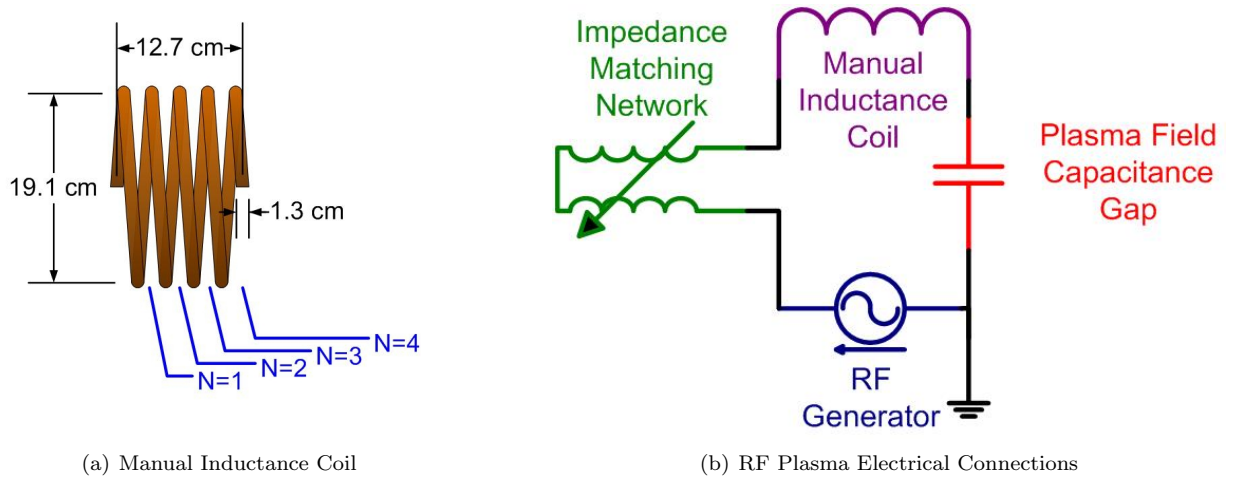 12.7 cm
19.1 cm
1.3 cm
N=1
N=2
N=3
N=4
(a) Manual Inductance Coil
Impedance
Matching
Network
Manual
Inductance
Coil
Plasma Field
Capacitance
Gap
RF
Generator
(b) RF Plasma Electrical Connections